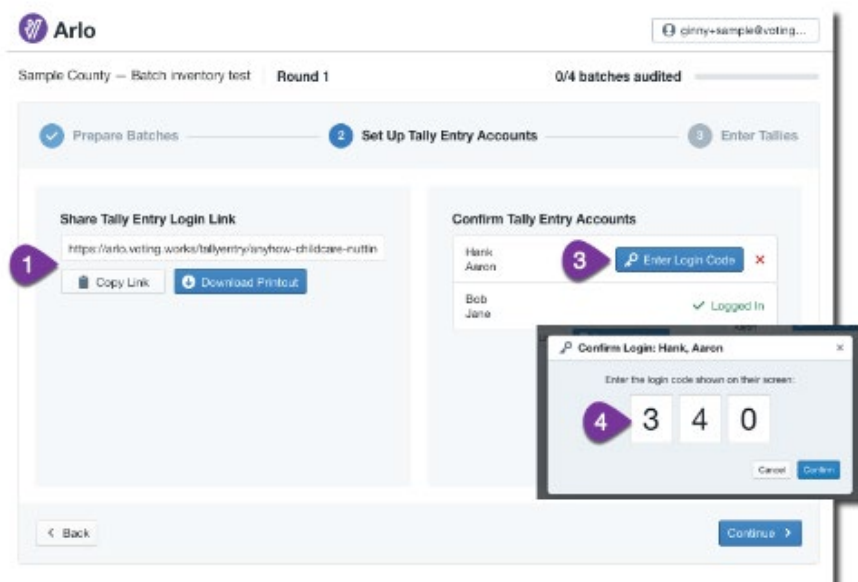 Arlo
ginny+sample@voting...
Sample County — Batch inventory test Round 1 0/4 batches audited
Prepare Batches 2 Set Up Tally Entry Accounts 3 Enter Tallies
Share Tally Entry Login Link
https://arlo.voting.works/tallyentry/anyhow-childcare-nuttin
1
Copy Link Download Printout
Confirm Tally Entry Accounts
Hank
Aaron
3 Enter Login Code
Bob
Jane
Logged In
Confirm Login: Hank, Aaron
Enter the login code shown on their screen:
4 3 4 0
Cancel Confirm
Back Continue